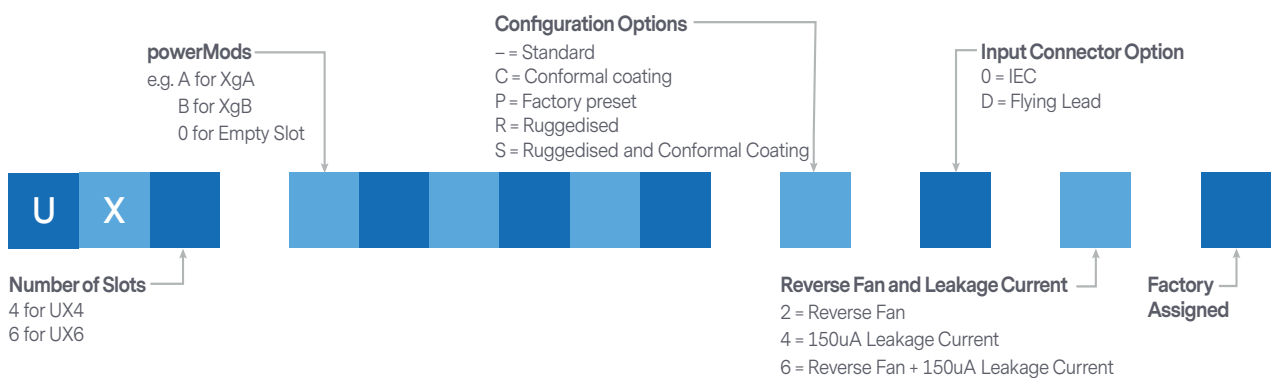 Configuration Options
– = Standard
C = Conformal coating
P = Factory preset
R = Ruggedised
S = Ruggedised and Conformal Coating
powerMods
e.g. A for XgA
B for XgB
0 for Empty Slot
Input Connector Option
0 = IEC
D = Flying Lead
U X
Number of Slots
4 for UX4
6 for UX6
Reverse Fan and Leakage Current
2 = Reverse Fan
4 = 150uA Leakage Current
6 = Reverse Fan + 150uA Leakage Current
Factory
Assigned